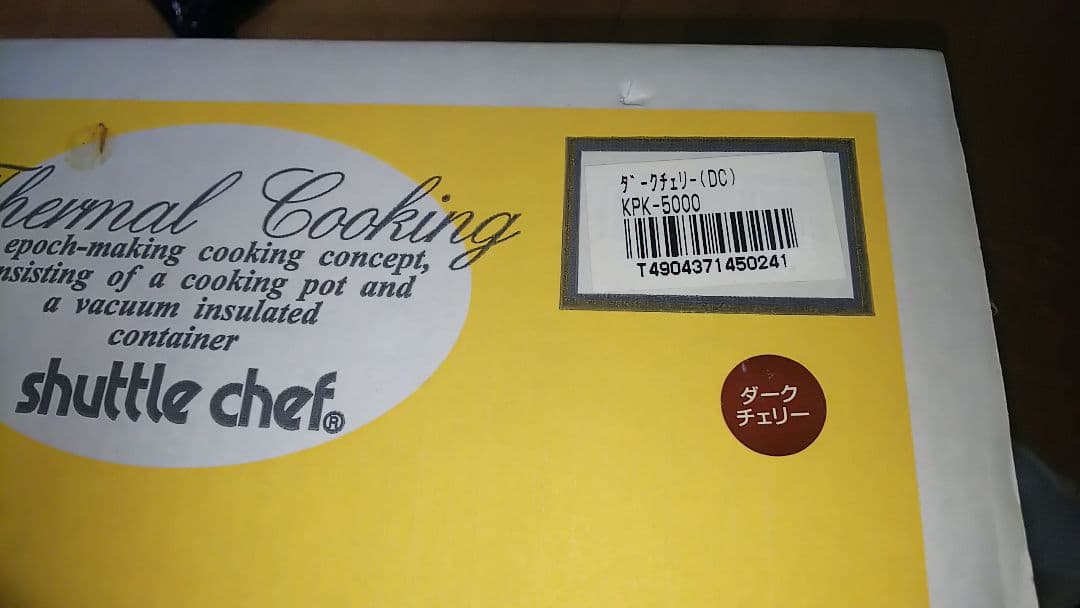 Thermal Cooking
epoch-making cooking concept,
nsisting of a cooking pot and
a vacuum insulated
container
shuttle chef®
ダークチェリー(DC)
KPK-5000
T4904371450241
ダーク
チェリー